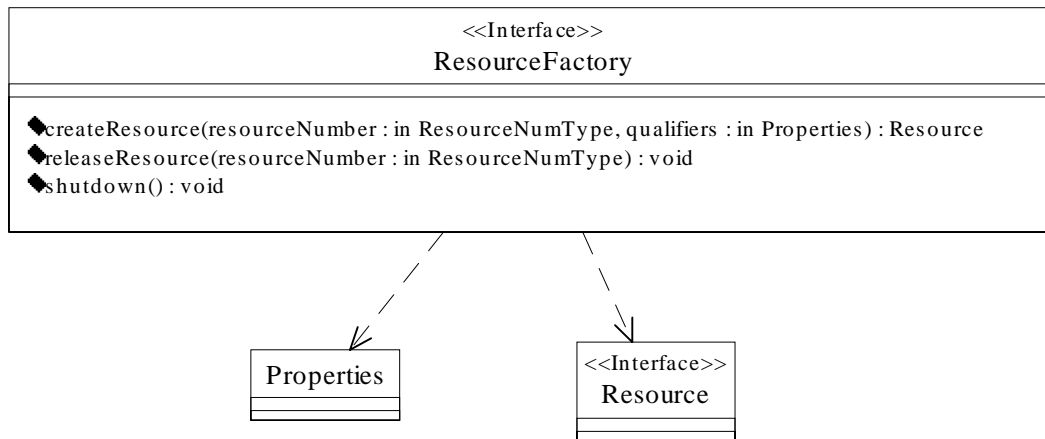 <<Interface>>
ResourceFactory
createResource(resourceNumber : in ResourceNumType, qualifiers : in Properties) : Resource
releaseResource(resourceNumber : in ResourceNumType) : void
shutdown() : void
Properties
<<Interface>>
Resource